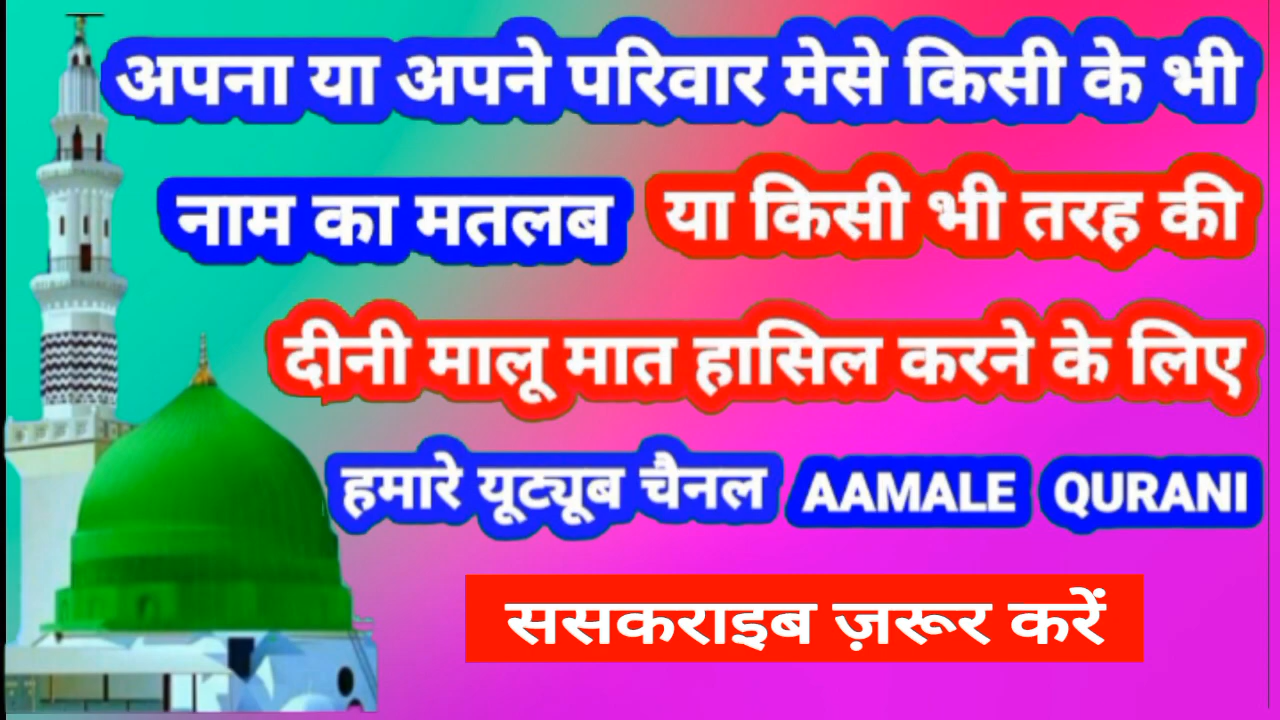 अपना या अपने परिवार मेसे किसी के भी
नाम का मतलब या किसी भी तरह की
दीनी मालू मात हासिल करने के लिए
हमारे यूट्यूब चैनल AAMALE QURANI
ससकराइब ज़रूर करें